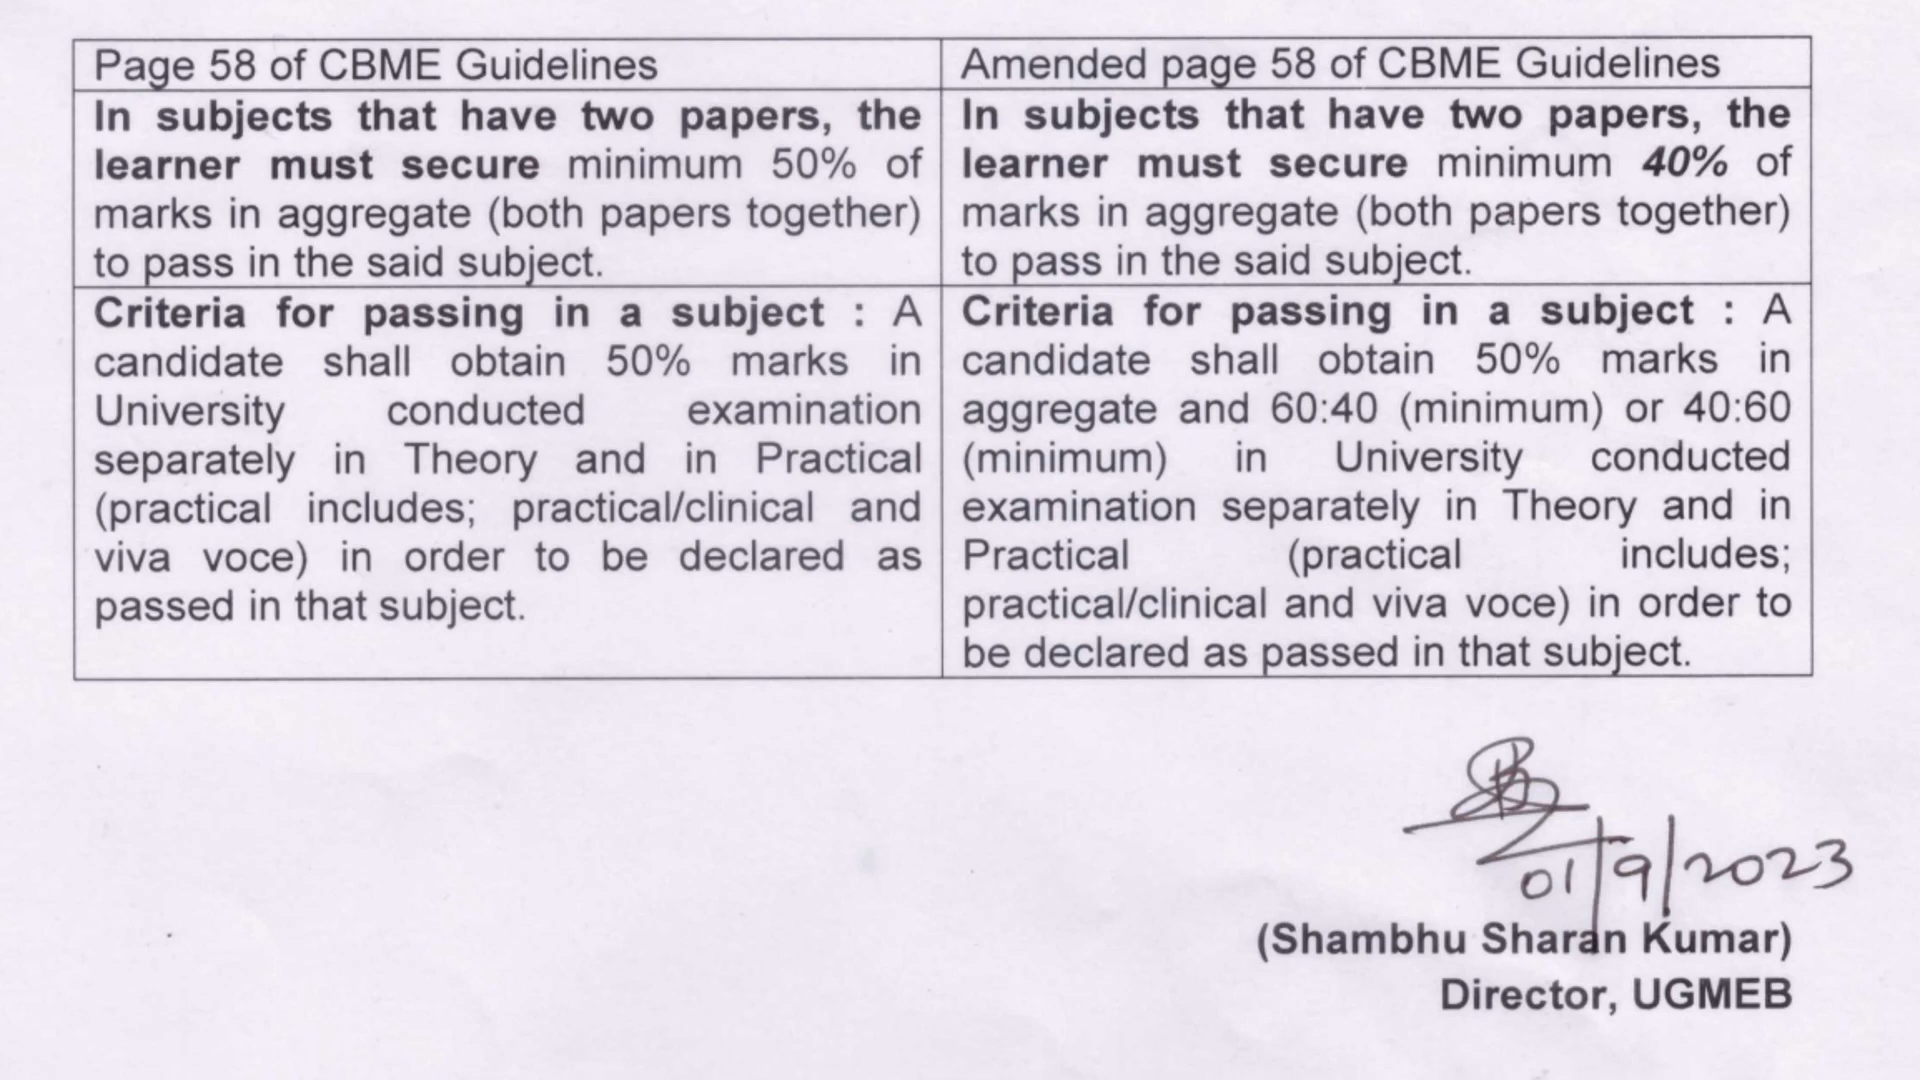 Page 58 of CBME Guidelines
In subjects that have two papers, the
learner must secure minimum 50% of
marks in aggregate (both papers together)
to pass in the said subject.
Criteria for passing in a subject : A
candidate shall obtain 50% marks in
University conducted examination
separately in Theory and in Practical
(practical includes; practical/clinical and
viva voce) in order to be declared as
passed in that subject.
Amended page 58 of CBME Guidelines
In subjects that have two papers, the
learner must secure minimum 40% of
marks in aggregate (both papers together)
to pass in the said subject.
Criteria for passing in a subject : A
candidate shall obtain 50% marks in
aggregate and 60:40 (minimum) or 40:60
(minimum) in University conducted
examination separately in Theory and in
Practical (practical includes;
practical/clinical and viva voce) in order to
be declared as passed in that subject.
01/9/2023
(Shambhu Sharan Kumar)
Director, UGMEB